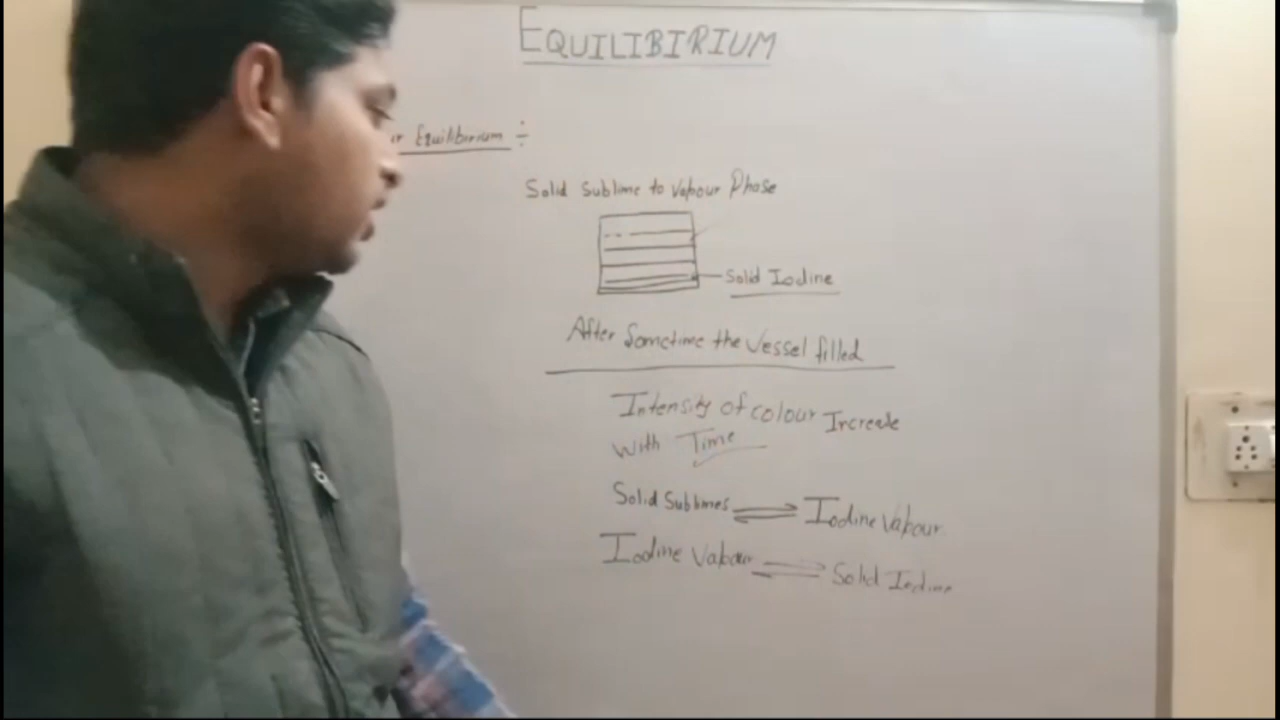 EQUILIBIRIUM
Equilibirium ÷
Solid Sublime to Vapour Phase
Solid Iodine
After Sometime the Vessel filled
Intensity of colour Increase
with Time
Solid Sublimes ⇌ Iodine Vapour
Iodine Vapour ⇌ Solid Iodine